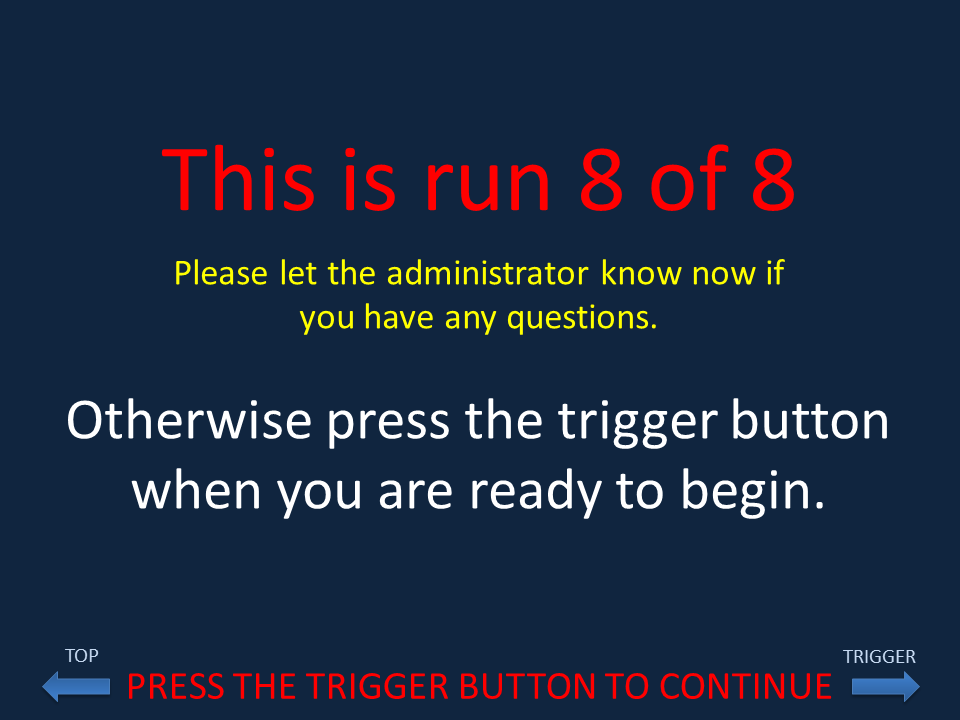 This is run 8 of 8
Please let the administrator know now if
you have any questions.
Otherwise press the trigger button
when you are ready to begin.
TOP
TRIGGER
PRESS THE TRIGGER BUTTON TO CONTINUE